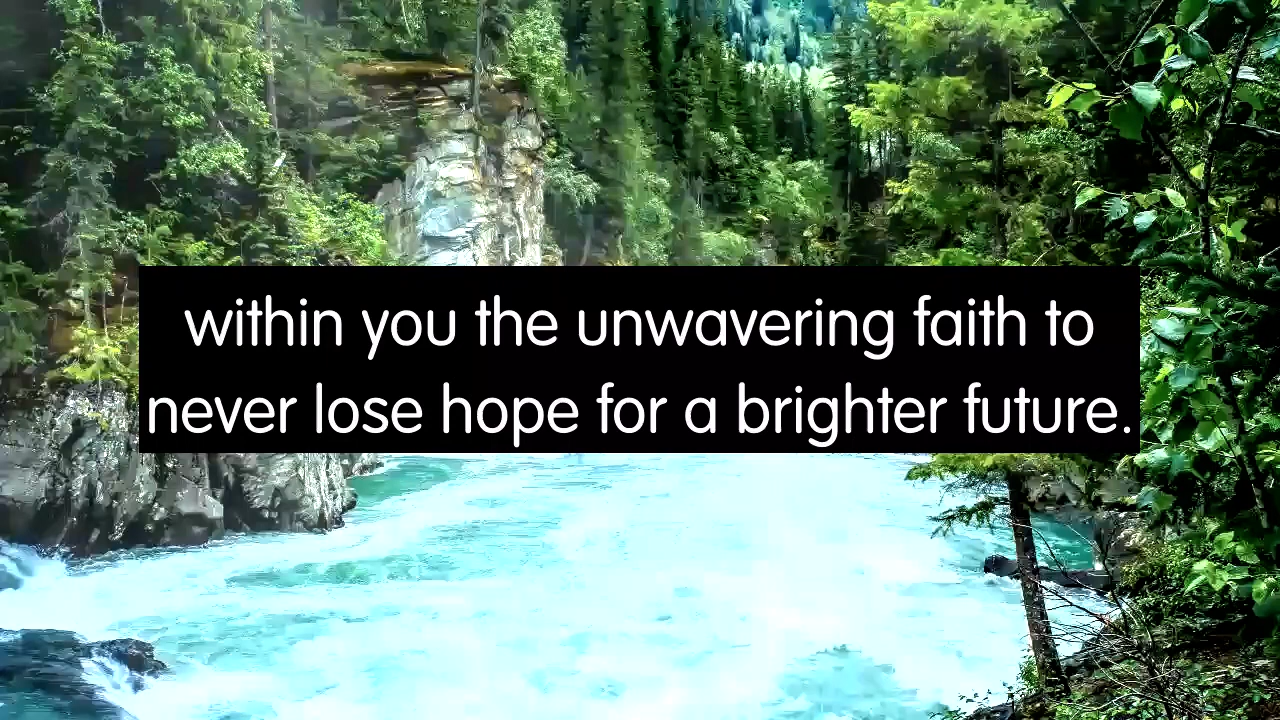 within you the unwavering faith to
never lose hope for a brighter future.